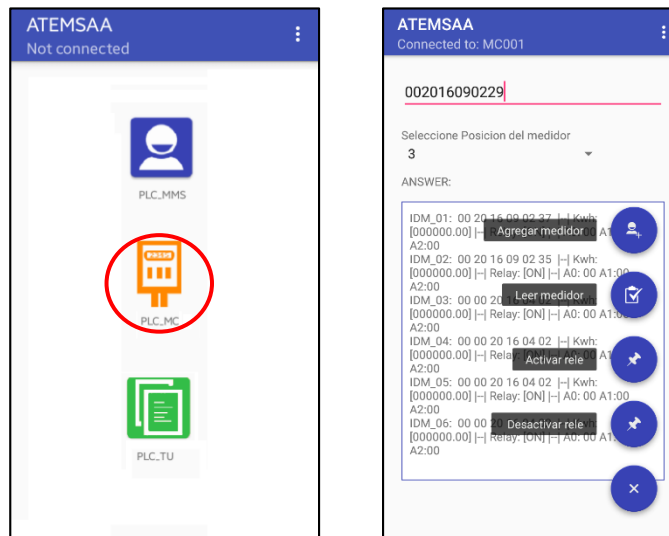 ATEMSAA
Not connected
PLC_MMS
PLC_MC
PLC_TU
ATEMSAA
Connected to: MC001
002016090229
Seleccione Posicion del medidor
3
ANSWER:
IDM_01: 00 20 16 09 02 37 |--| Kwh:
[000000.00] |--| A1:
A2:00
Agregar medidor
IDM_02: 00 20 16 09 02 35 |--| Kwh:
[000000.00] |--| Relay: [ON] |--| A0: 00 A1:00
A2:00
Leer medidor
IDM_03: 00 00 20
[000000.00] |--| Relay: [ON] |--| A0: 00
A2:00
IDM_04: 00 00 20 16 04 02 |--| Kwh:
[000000.00] |--| A1
A2:00
Activar rele
IDM_05: 00 00 20 16 04 02 |--| Kwh:
[000000.00] |--| Relay: [ON] |--| A0: 00 A1:00
A2:00
IDM_06: 00 00
[000000.00] |--| Relay: [ON] |--| A0: 00 A1:
A2:00
Desactivar rele